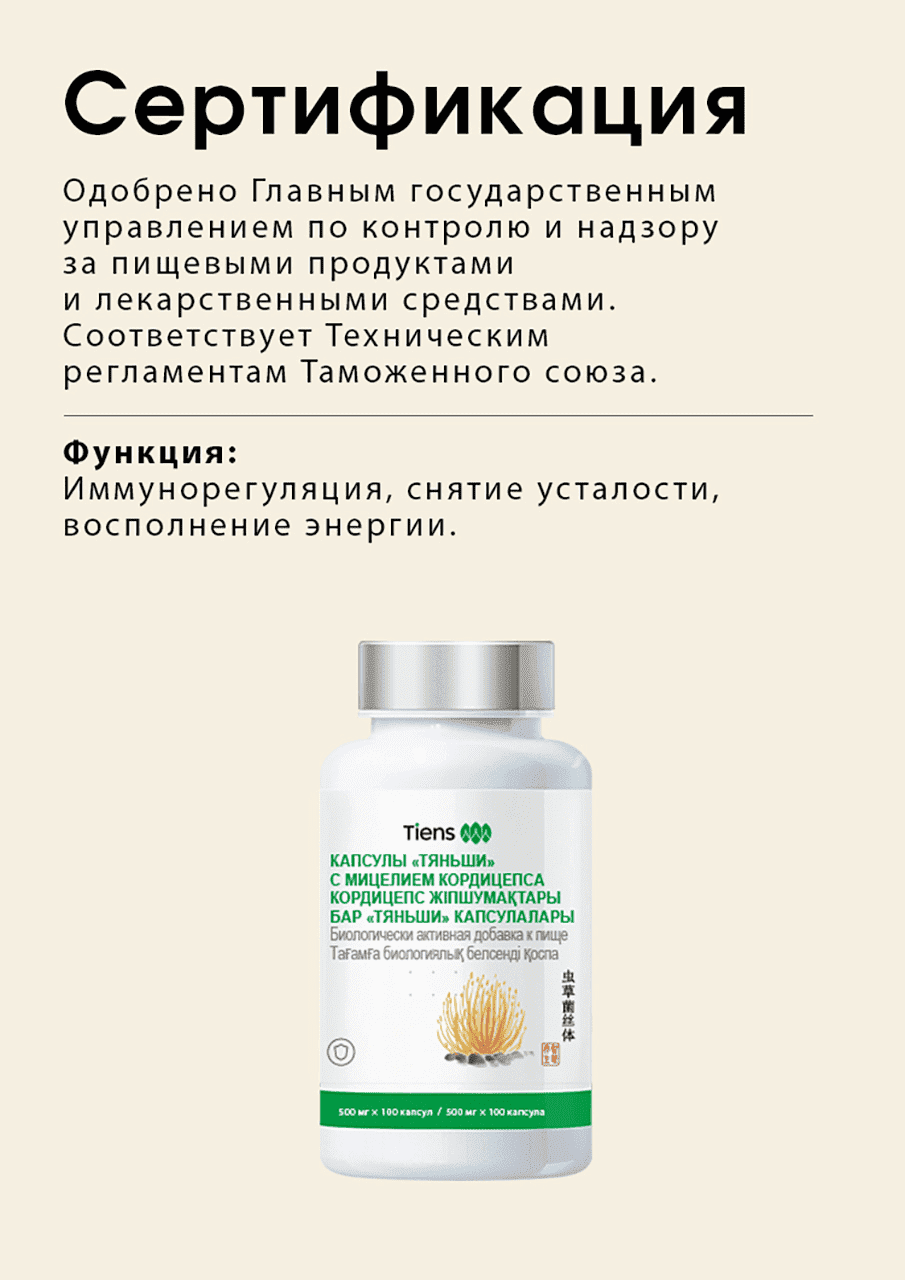 Сертификация
Одобрено Главным государственным
управлением по контролю и надзору
за пищевыми продуктами
и лекарственными средствами.
Соответствует Техническим
регламентам Таможенного союза.
Функция:
Иммунорегуляция, снятие усталости,
восполнение энергии.
Tiens
КАПСУЛЫ «ТЯНЬШИ»
С МИЦЕЛИЕМ КОРДИЦЕПСА
КОРДИЦЕПС ЖІПШУМАҚТАРЫ
БАР «ТЯНЬШИ» КАПСУЛАЛАРЫ
Биологически активная добавка к пище
Тағамға биологиялық белсенді қоспа
虫草菌丝体
500 мг × 100 капсул / 500 мг × 100 капсула